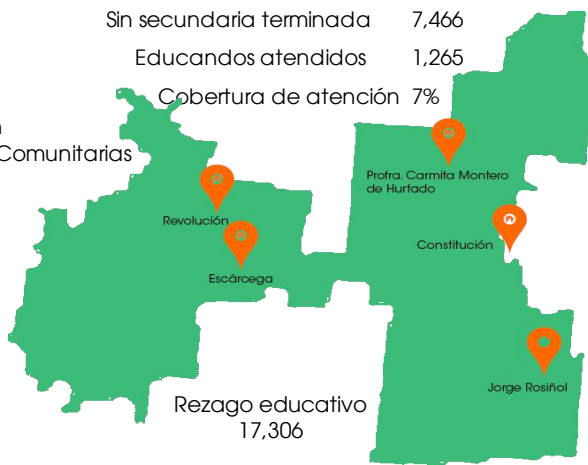 Sin secundaria terminada 7,466
Educandos atendidos 1,265
Cobertura de atención 7%
Comunitarias
Profra. Carmita Montero
de Hurtado
Revolución
Constitución
Escárcega
Jorge Rosiñol
Rezago educativo
17,306